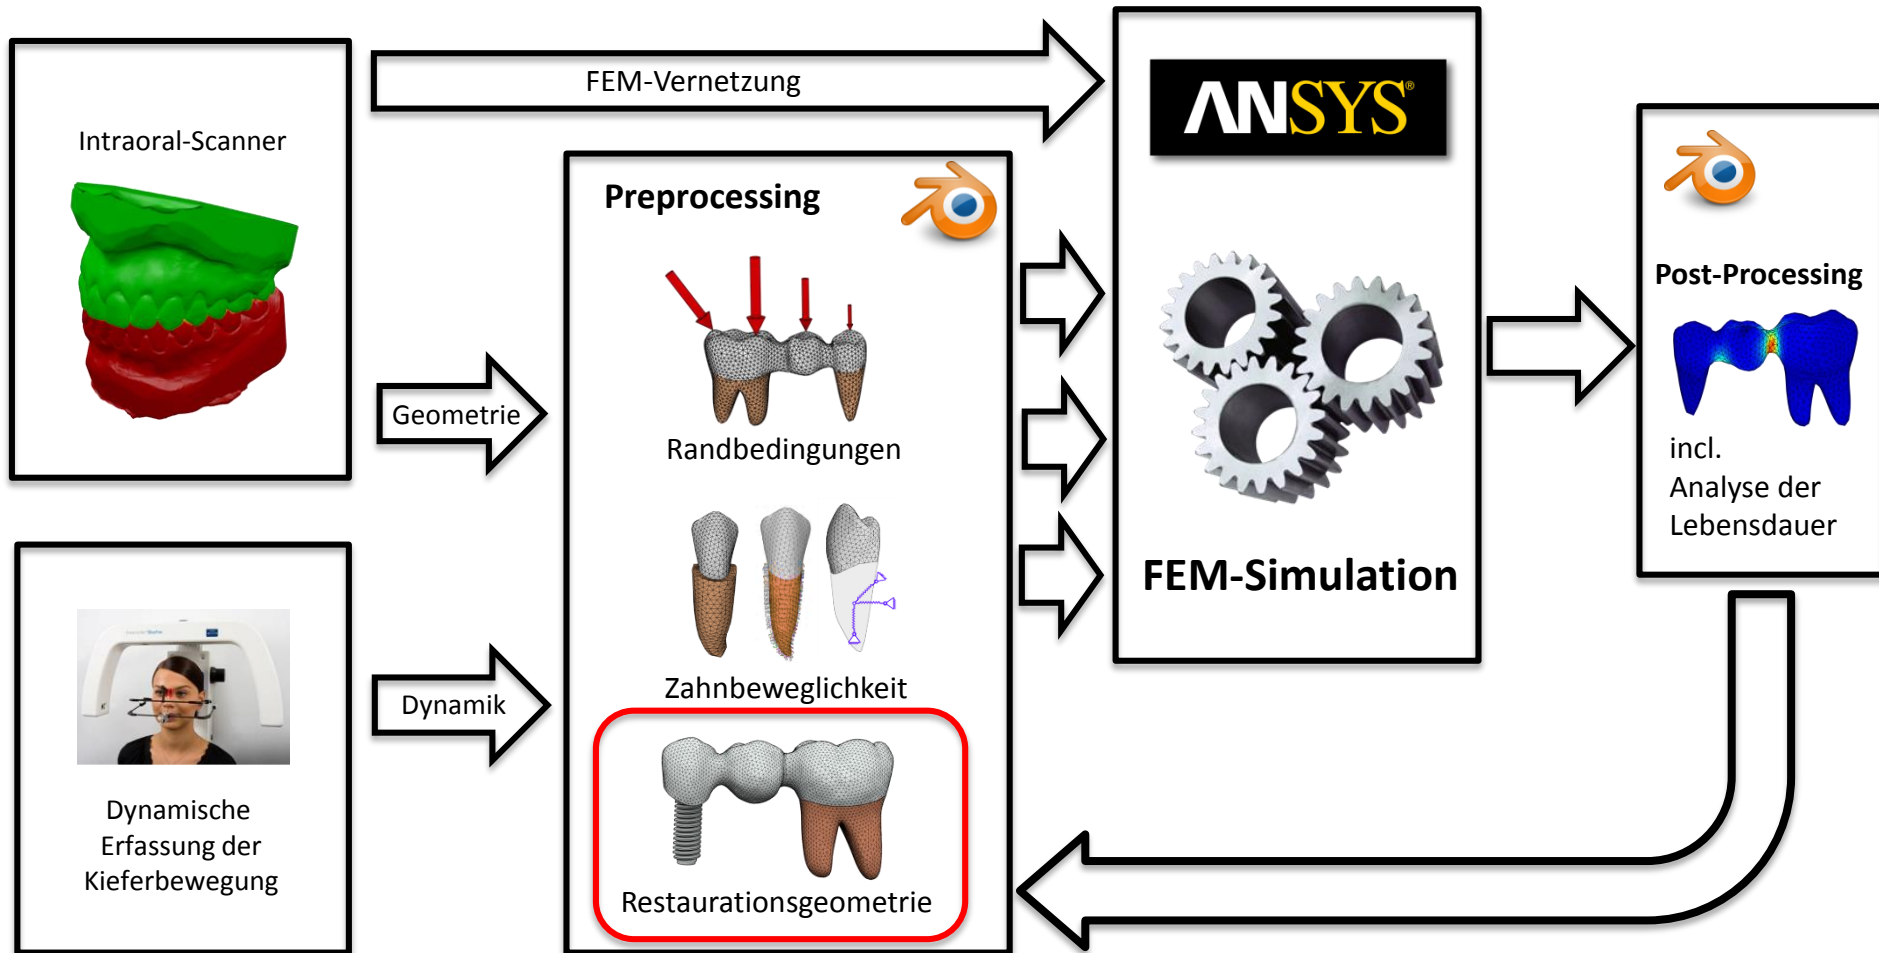 Intraoral-Scanner
FEM-Vernetzung
ANSYS®
Preprocessing
Randbedingungen
Zahnbeweglichkeit
Restaurationsgeometrie
Geometrie
Dynamik
Dynamische
Erfassung der
Kieferbewegung
FEM-Simulation
Post-Processing
incl.
Analyse der
Lebensdauer